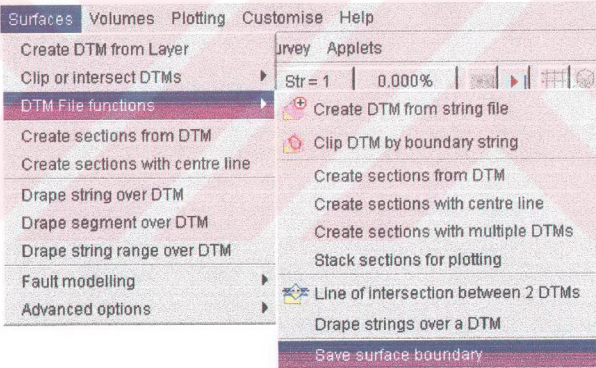 Surfaces Volumes Plotting Customise Help
Create DTM from Layer
Clip or intersect DTMs
DTM File functions
Create sections from DTM
Create sections with centre line
Drape string over DTM
Drape segment over DTM
Drape string range over DTM
Fault modelling
Advanced options
Applets
Str = 1 0.000%
Create DTM from string file
Clip DTM by boundary string
Create sections from DTM
Create sections with centre line
Create sections with multiple DTMs
Stack sections for plotting
Line of intersection between 2 DTMs
Drape strings over a DTM
Save surface boundary